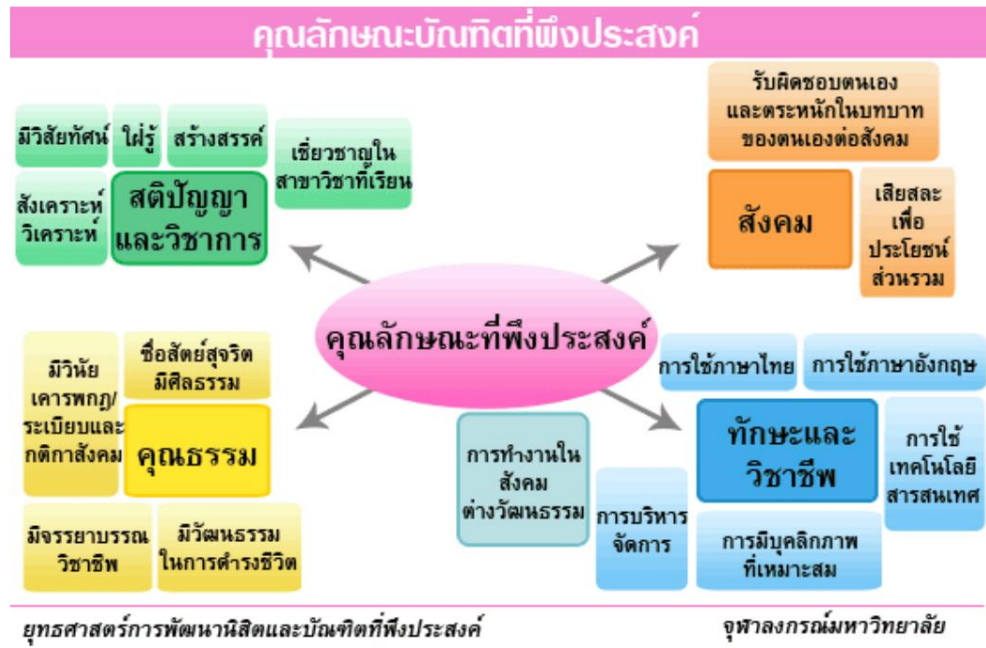 คุณลักษณะบัณฑิตที่พึงประสงค์
มีวิสัยทัศน์
ใฝ่รู้
สร้างสรรค์
เชี่ยวชาญใน
สาขาวิชาที่เรียน
สังเคราะห์
วิเคราะห์
สติปัญญา
และวิชาการ
รับผิดชอบตนเอง
และตระหนักในบทบาท
ของตนเองต่อสังคม
สังคม
เสียสละ
เพื่อ
ประโยชน์
ส่วนรวม
คุณลักษณะที่พึงประสงค์
มีวินัย
เคารพกฎ/
ระเบียบและ
กติกาสังคม
ซื่อสัตย์สุจริต
มีศีลธรรม
คุณธรรม
มีจรรยาบรรณ
วิชาชีพ
มีวัฒนธรรม
ในการดำรงชีวิต
การใช้ภาษาไทย
การใช้ภาษาอังกฤษ
ทักษะและ
วิชาชีพ
การใช้
เทคโนโลยี
สารสนเทศ
การทำงานใน
สังคม
ต่างวัฒนธรรม
การบริหาร
จัดการ
การมีบุคลิกภาพ
ที่เหมาะสม
ยุทธศาสตร์การพัฒนานิสิตและบัณฑิตที่พึงประสงค์
จุฬาลงกรณ์มหาวิทยาลัย